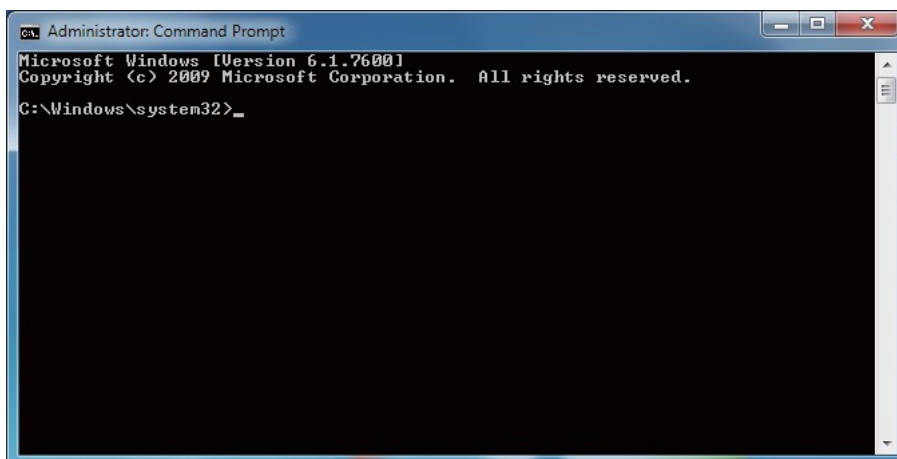 Administrator: Command Prompt
Microsoft Windows [Version 6.1.7600]
Copyright (c) 2009 Microsoft Corporation.  All rights reserved.
C:\Windows\system32>_